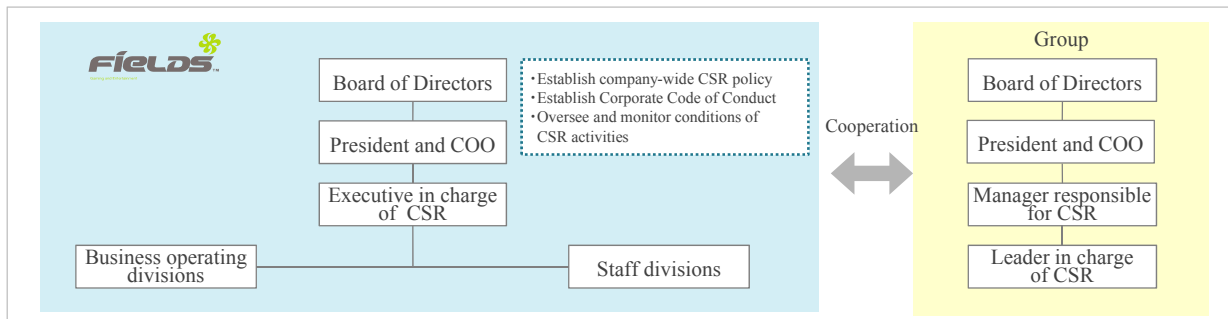 FIELDS
TM
Board of Directors
・Establish company-wide CSR policy
・Establish Corporate Code of Conduct
・Oversee and monitor conditions of
CSR activities
President and COO
Executive in charge
of CSR
Business operating
divisions
Staff divisions
Cooperation
Group
Board of Directors
President and COO
Manager responsible
for CSR
Leader in charge
of CSR